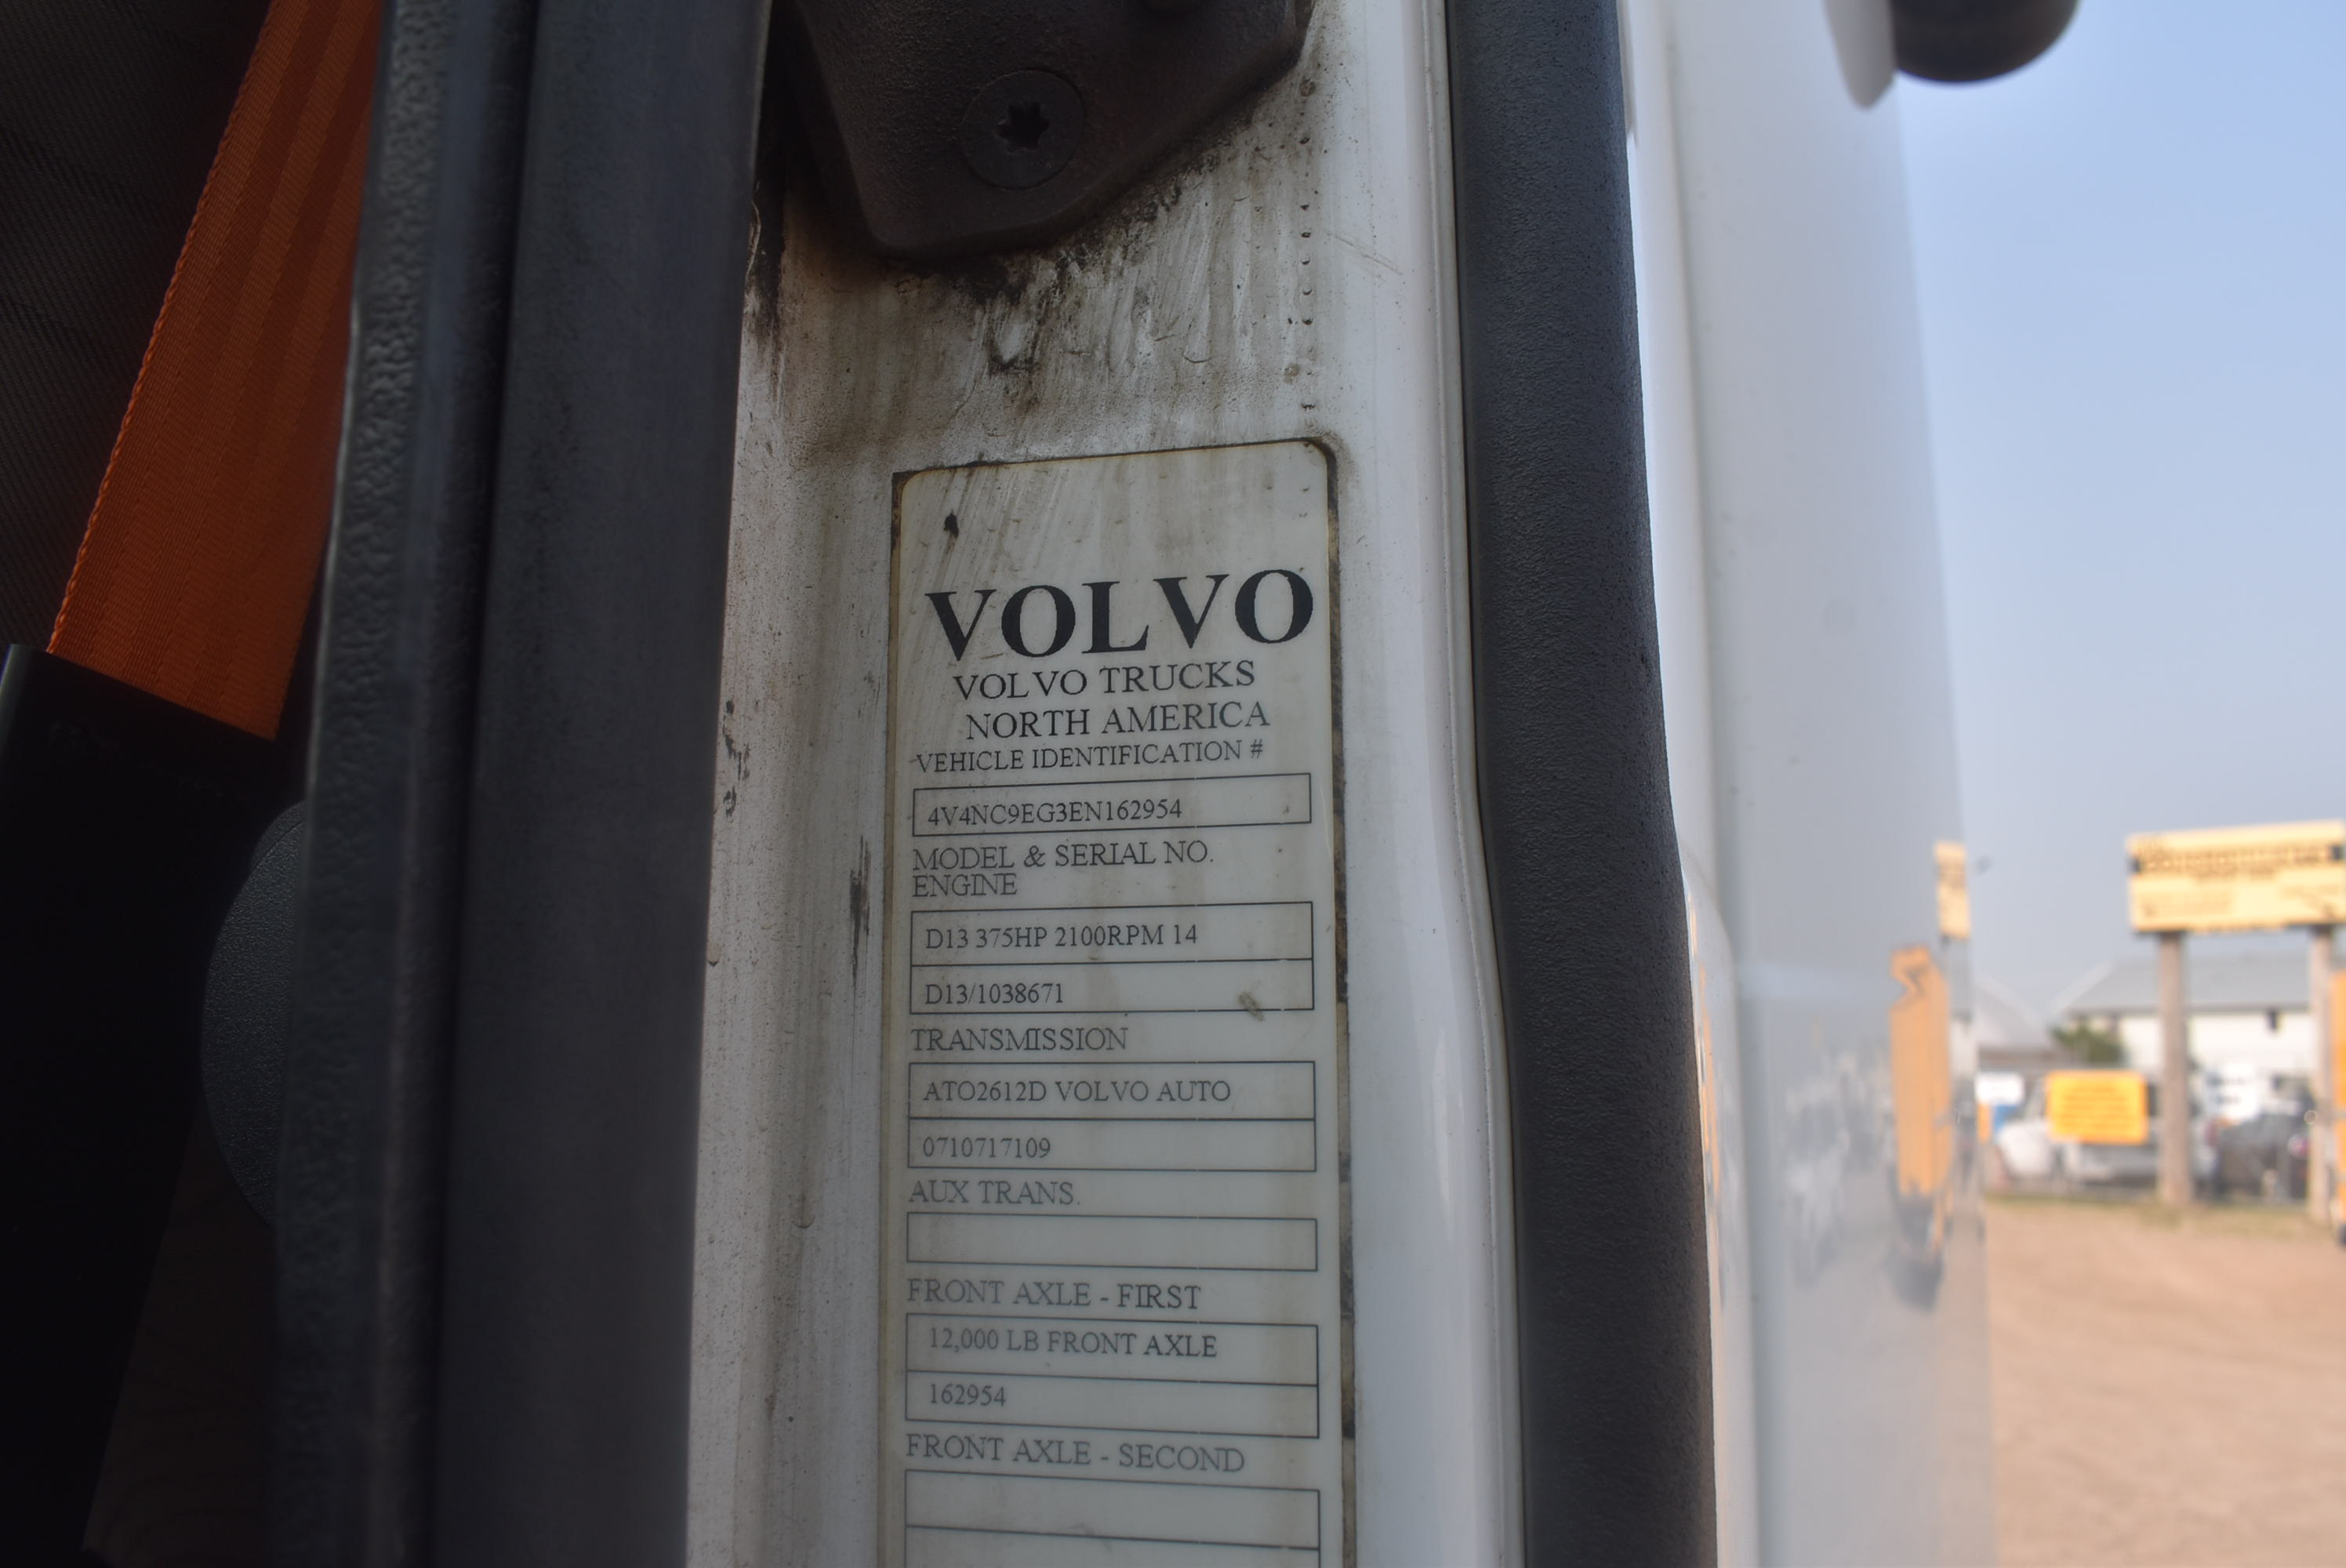 VOLVO
VOLVO TRUCKS
NORTH AMERICA
VEHICLE IDENTIFICATION #
4V4NC9EG3EN162954
MODEL & SERIAL NO.
ENGINE
D13 375HP 2100RPM 14
D13/1038671
TRANSMISSION
ATO2612D VOLVO AUTO
0710717109
AUX TRANS.
FRONT AXLE - FIRST
12,000 LB FRONT AXLE
162954
FRONT AXLE - SECOND